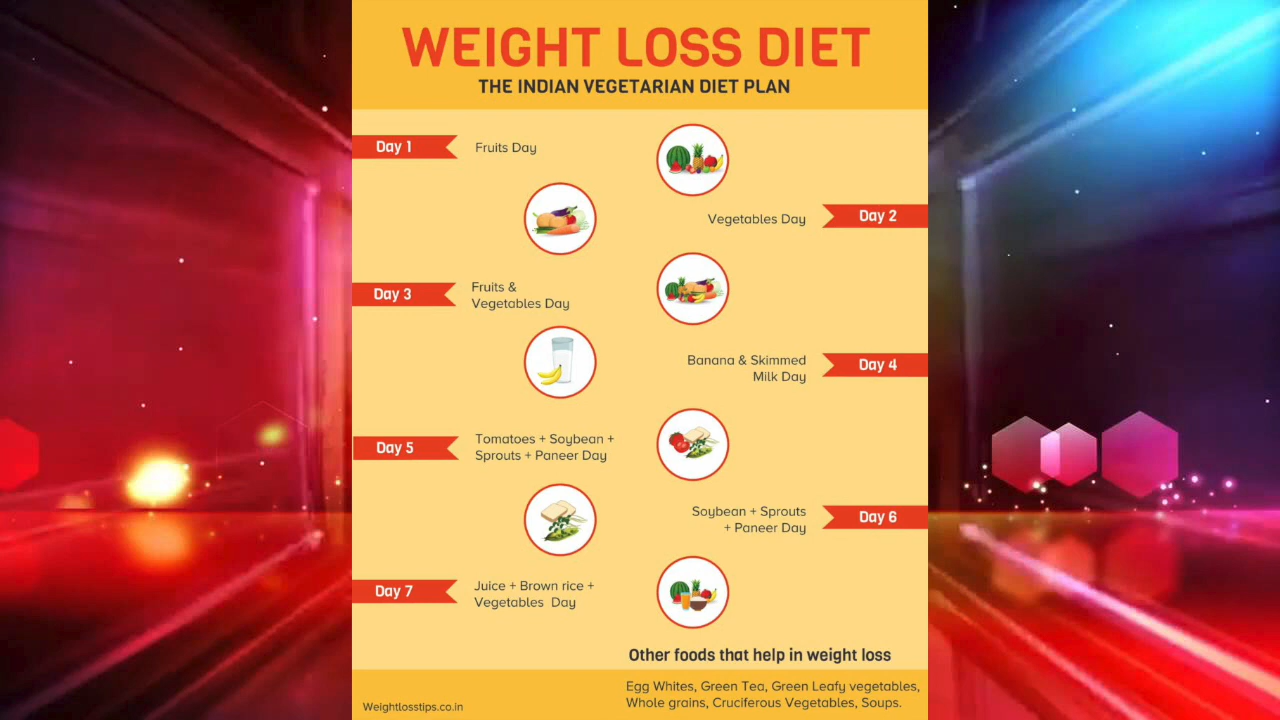 WEIGHT LOSS DIET
THE INDIAN VEGETARIAN DIET PLAN
Day 1
Fruits Day
Vegetables Day
Day 2
Day 3
Fruits &
Vegetables Day
Banana & Skimmed
Milk Day
Day 4
Day 5
Tomatoes + Soybean +
Sprouts + Paneer Day
Soybean + Sprouts
+ Paneer Day
Day 6
Day 7
Juice + Brown rice +
Vegetables Day
Other foods that help in weight loss
Egg Whites, Green Tea, Green Leafy vegetables,
Whole grains, Cruciferous Vegetables, Soups.
Weightlosstips.co.in